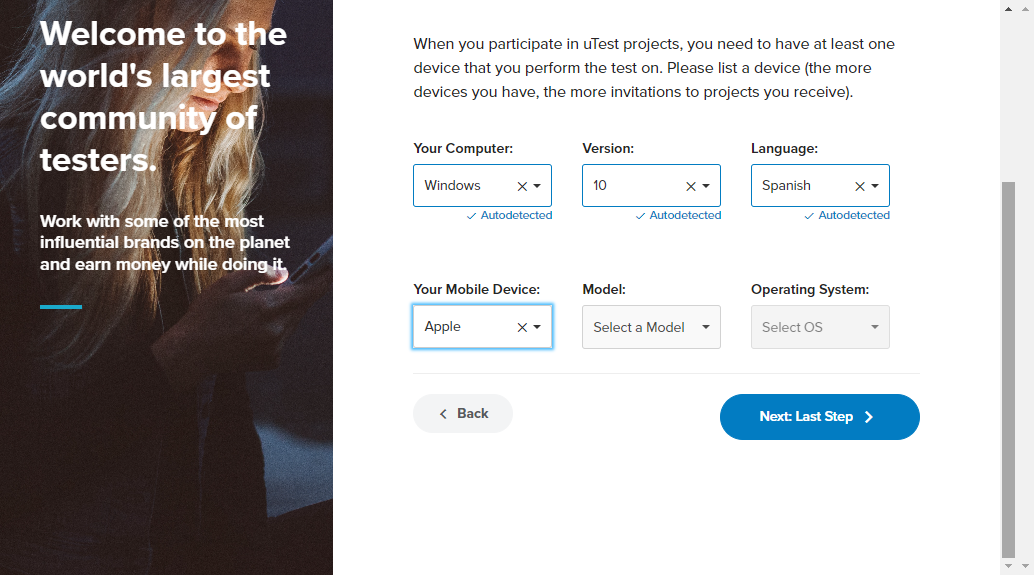 Welcome to the
world's largest
community of
testers.
Work with some of the most
influential brands on the planet
and earn money while doing it.
When you participate in uTest projects, you need to have at least one
device that you perform the test on. Please list a device (the more
devices you have, the more invitations to projects you receive).
Your Computer: Version: Language:
Windows 10 Spanish
Autodetected Autodetected Autodetected
Your Mobile Device: Model: Operating System:
Apple Select a Model Select OS
Back Next: Last Step